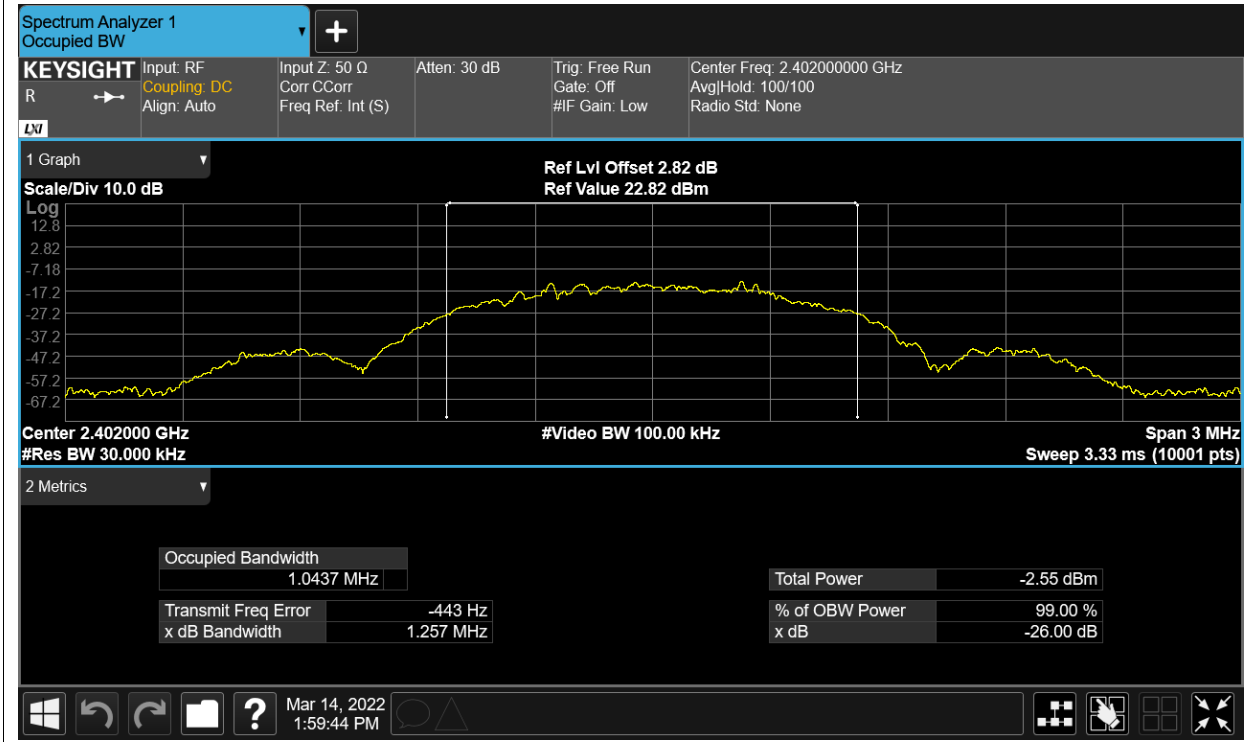 Spectrum Analyzer 1
Occupied BW
KEYSIGHT
R
LXI
Input: RF
Coupling: DC
Align: Auto
Input Z: 50 Ω
Corr CCorr
Freq Ref: Int (S)
Atten: 30 dB
Trig: Free Run
Gate: Off
#IF Gain: Low
Center Freq: 2.402000000 GHz
Avg|Hold: 100/100
Radio Std: None
1 Graph
Scale/Div 10.0 dB
Ref Lvl Offset 2.82 dB
Ref Value 22.82 dBm
Log
12.8
2.82
-7.18
-17.2
-27.2
-37.2
-47.2
-57.2
-67.2
Center 2.402000 GHz
#Res BW 30.000 kHz
#Video BW 100.00 kHz
Span 3 MHz
Sweep 3.33 ms (10001 pts)
2 Metrics
Occupied Bandwidth
1.0437 MHz
Transmit Freq Error -443 Hz
x dB Bandwidth 1.257 MHz
Total Power -2.55 dBm
% of OBW Power 99.00 %
x dB -26.00 dB
?
Mar 14, 2022
1:59:44 PM